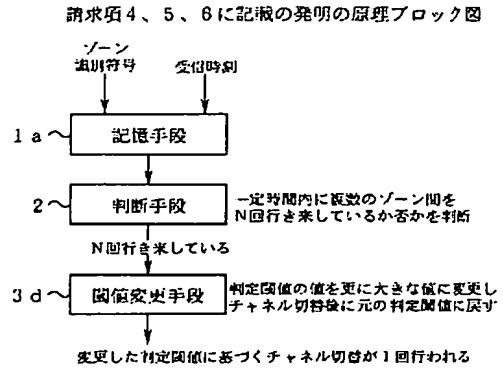 請求項4、5、6に記載の発明の原理ブロック図
ゾーン
識別符号
受信時刻
1a
記憶手段
2
判断手段
一定時間内に複数のゾーン間を
N回行き来しているか否かを判断
N回行き来している
3d
閾値変更手段
判定閾値の値を更に大きな値に変更し
チャネル切替後に元の判定閾値に戻す
変更した判定閾値に基づくチャネル切替が1回行われる